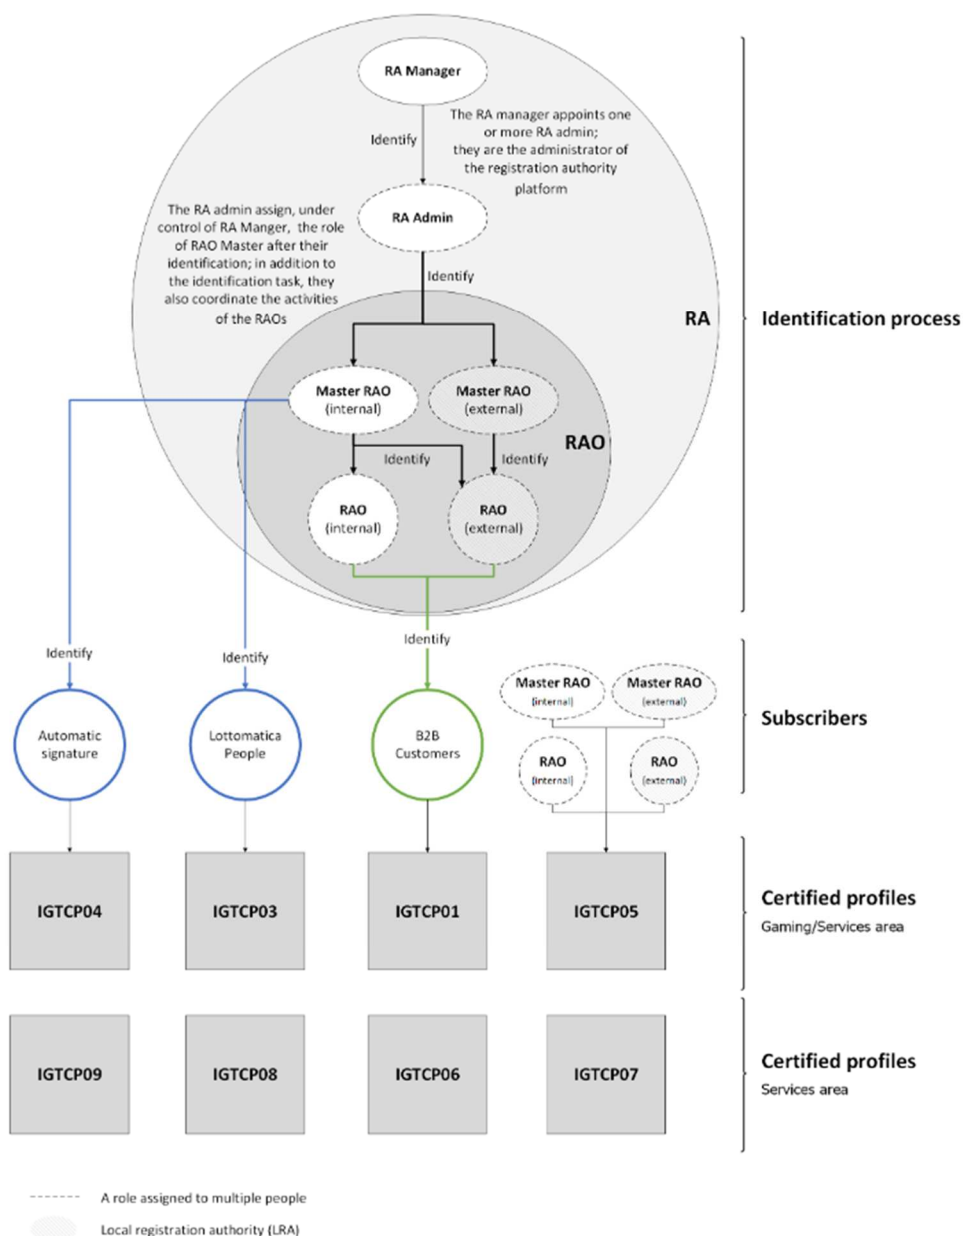 RA Manager
Identify
The RA manager appoints one
or more RA admin;
they are the administrator of
the registration authority
platform
RA Admin
The RA admin assign, under
control of RA Manger, the role
of RAO Master after their
identification; in addition to
the identification task, they
also coordinate the activities
of the RAOs
Identify
RA
Identification process
Master RAO
(internal)
Master RAO
(external)
RAO
Identify
Identify
RAO
(internal)
RAO
(external)
Identify
Identify
Identify
Automatic
signature
Lottomatica
People
B2B
Customers
Master RAO
(internal)
Master RAO
(external)
RAO
(internal)
RAO
(external)
Subscribers
IGTCP04
IGTCP03
IGTCP01
IGTCP05
Certified profiles
Gaming/Services area
IGTCP09
IGTCP08
IGTCP06
IGTCP07
Certified profiles
Services area
A role assigned to multiple people
Local registration authority (LRA)